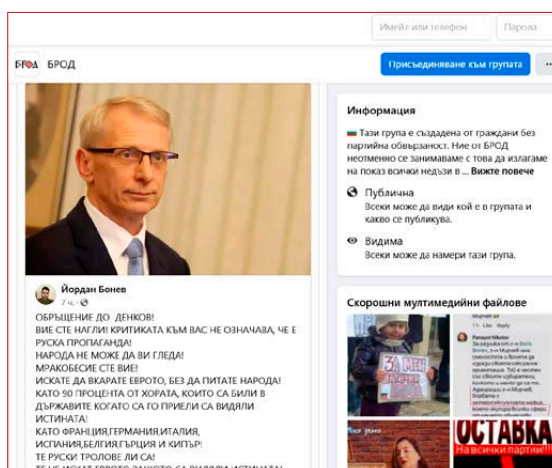 Имейл или телефон
Парола
БРОД
БРОД
Присъединяване към групата
Йордан Бонев
7 ч.
ОБРЪЩЕНИЕ ДО ДЕНКОВ!
ВИЕ СТЕ НАГЛИ! КРИТИКАТА КЪМ ВАС НЕ ОЗНАЧАВА, ЧЕ Е
РУСКА ПРОПАГАНДА!
НАРОДА НЕ МОЖЕ ДА ВИ ГЛЕДА!
МРАКОБЕСИЕ СТЕ ВИЕ!
ИСКАТЕ ДА ВКАРАТЕ ЕВРОТО, БЕЗ ДА ПИТАТЕ НАРОДА!
КАТО 90 ПРОЦЕНТА ОТ ХОРАТА, КОИТО СА БИЛИ В
ДЪРЖАВИТЕ КОГАТО СА ГО ПРИЕЛИ СА ВИДЯЛИ
ИСТИНАТА!
КАТО ФРАНЦИЯ,ГЕРМАНИЯ,ИТАЛИЯ,
ИСПАНИЯ,БЕЛГИЯ,ГЪРЦИЯ И КИПЪР!
ТЕ РУСКИ ТРОЛОВЕ ЛИ СА!
Информация
Тази група е създадена от граждани без
партийна обвързаност. Ние от БРОД
неотменно се занимаваме с това да излагаме
на показ всички недъзи в ... Вижте повече
Публична
Всеки може да види кой е в групата и
какво се публикува.
Видима
Всеки може да намери тази група.
Скорошни мултимедийни файлове
ЗА МЕН
Like Reply
Panayot Nikolov
ОСТАВКА
На всички партии!!!